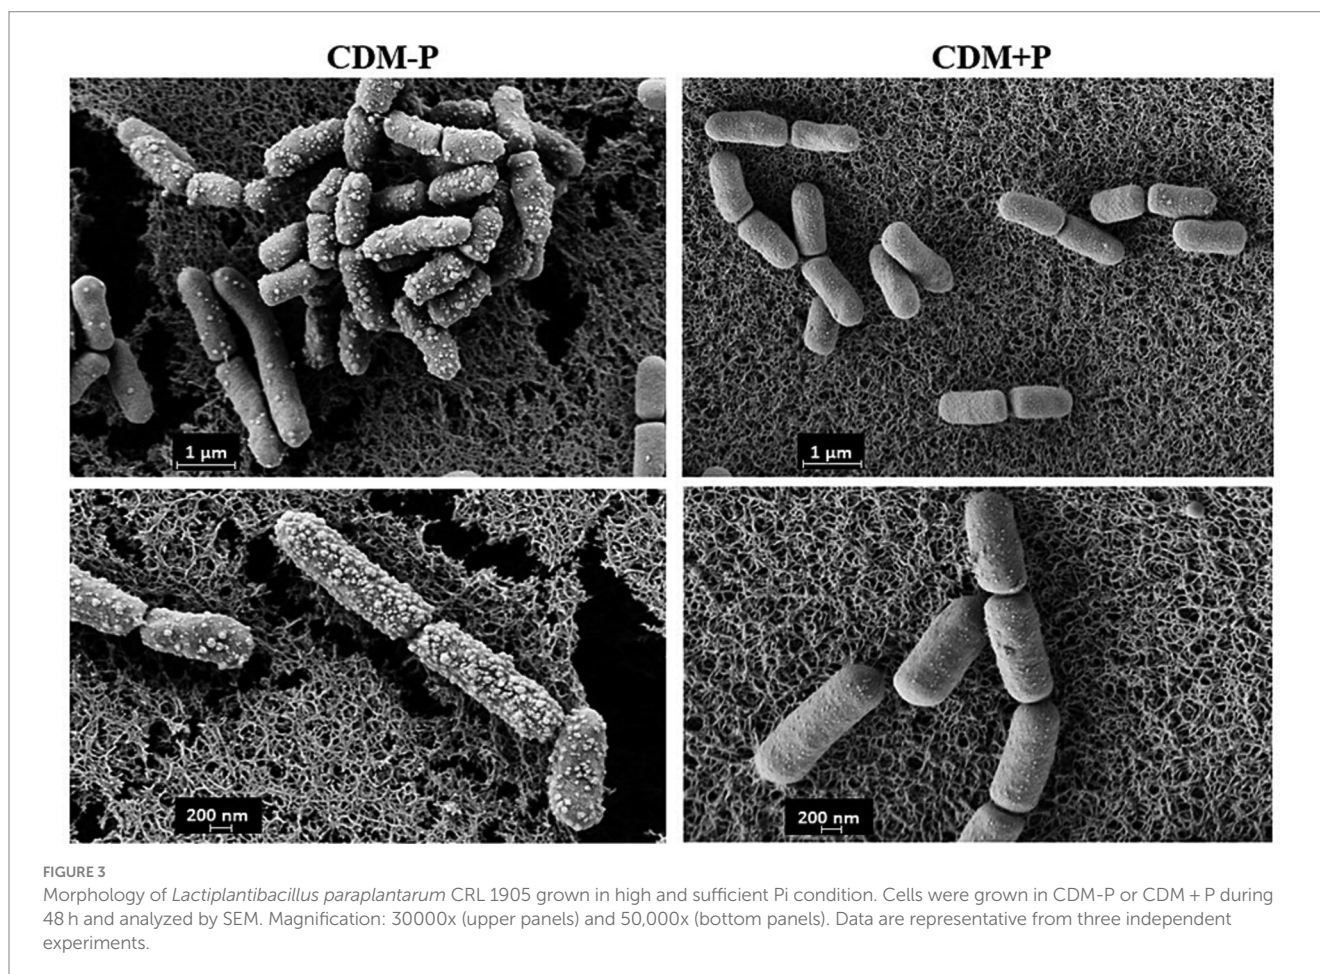 CDM-P
CDM+P
1 µm
1 µm
200 nm
200 nm
FIGURE 3
Morphology of Lactiplantibacillus paraplantarum CRL 1905 grown in high and sufficient Pi condition. Cells were grown in CDM-P or CDM + P during
48 h and analyzed by SEM. Magnification: 30000x (upper panels) and 50,000x (bottom panels). Data are representative from three independent
experiments.